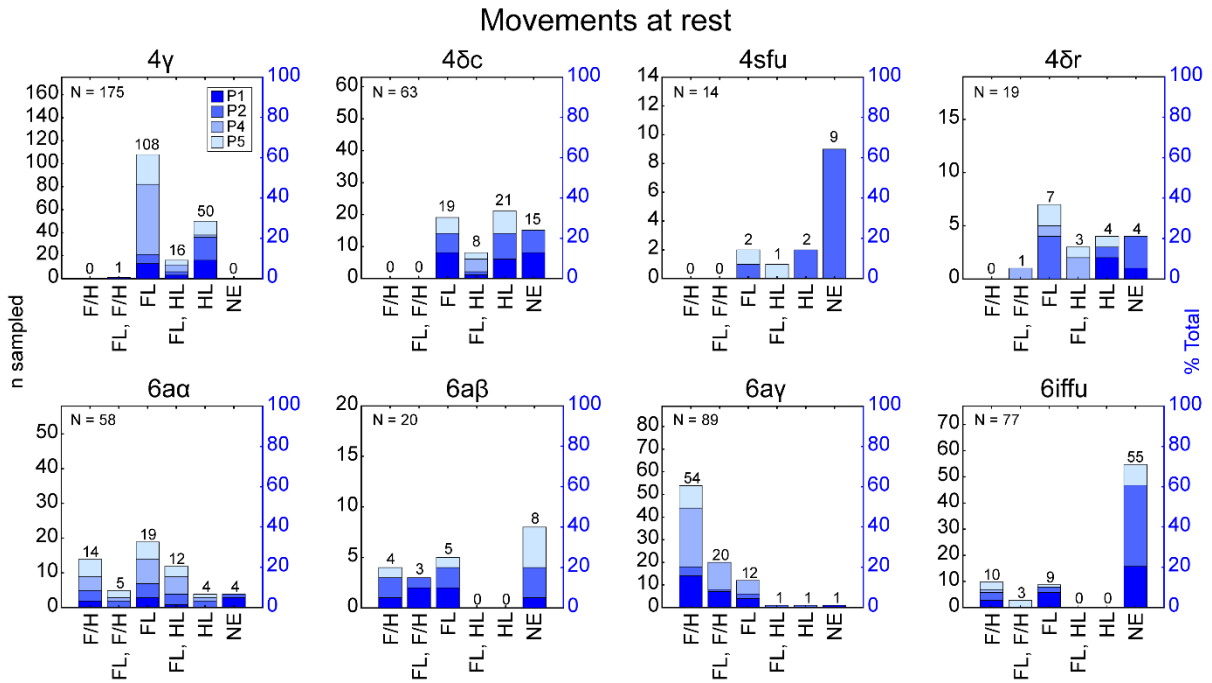 Movements at rest
4γ
4δc
4sfu
4δr
N = 175
P1
P2
P4
P5
160
140
120
100
80
60
40
20
0
100
80
60
40
20
0
0
1
108
16
50
0
F/H
FL, F/H
FL
FL, HL
HL
NE
N = 63
60
50
40
30
20
10
0
100
80
60
40
20
0
0
0
19
8
21
15
F/H
FL, F/H
FL
FL, HL
HL
NE
N = 14
14
12
10
8
6
4
2
0
100
80
60
40
20
0
0
0
2
1
2
9
F/H
FL, F/H
FL
FL, HL
HL
NE
N = 19
15
10
5
0
100
80
60
40
20
0
0
1
7
3
4
4
F/H
FL, F/H
FL
FL, HL
HL
NE
n sampled
% Total
6aα
6aβ
6aγ
6iffu
N = 58
50
40
30
20
10
0
100
80
60
40
20
0
14
5
19
12
4
4
F/H
FL, F/H
FL
FL, HL
HL
NE
N = 20
20
15
10
5
0
100
80
60
40
20
0
4
3
5
0
0
8
F/H
FL, F/H
FL
FL, HL
HL
NE
N = 89
80
70
60
50
40
30
20
10
0
100
80
60
40
20
0
54
20
12
1
1
1
F/H
FL, F/H
FL
FL, HL
HL
NE
N = 77
70
60
50
40
30
20
10
0
100
80
60
40
20
0
10
3
9
0
0
55
F/H
FL, F/H
FL
FL, HL
HL
NE